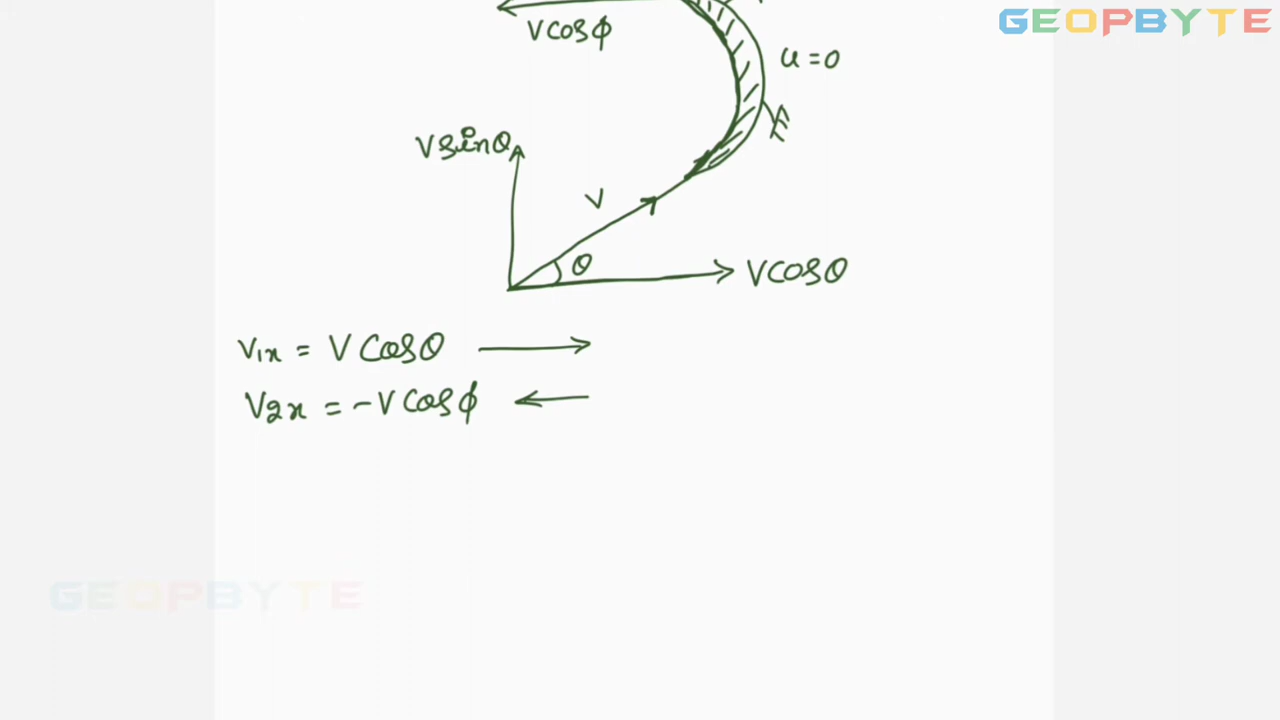 GEOPBYTE
Vcosϕ
u=0
Vsinθ
V
θ
Vcosθ
V1x = V Cosθ
V2x = -V Cosϕ
GEOPBYTE